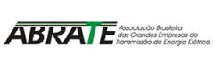 ABRATE
Associação Brasileira
das Grandes Empresas de
Transmissão de Energia Elétrica